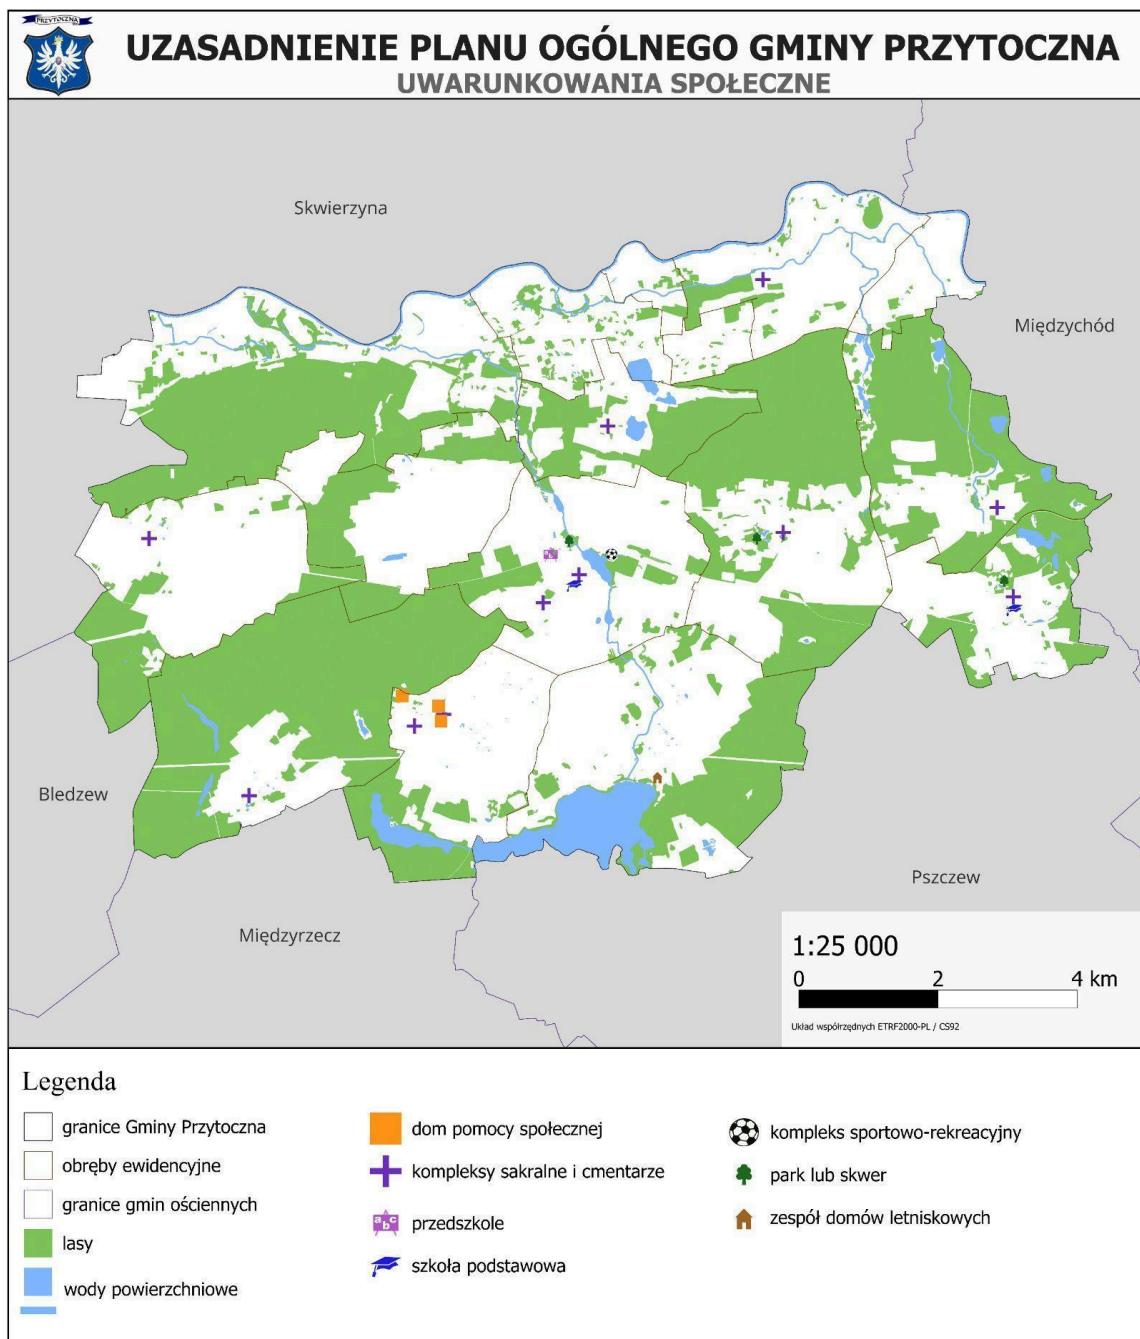 PRZYTOCZNA
UZASADNIENIE PLANU OGÓLNEGO GMINY PRZYTOCZNA
UWARUNKOWANIA SPOŁECZNE
Skwierzyna
Międzychód
Bledzew
Międzyrzecz
Pszczew
1:25 000
0 2 4 km
Układ współrzędnych ETRF2000-PL / CS92
Legenda
granice Gminy Przytoczna
obręby ewidencyjne
granice gmin ościennych
lasy
wody powierzchniowe
dom pomocy społecznej
kompleksy sakralne i cmentarze
abc
przedszkole
szkoła podstawowa
kompleks sportowo-rekreacyjny
park lub skwer
zespół domów letniskowych